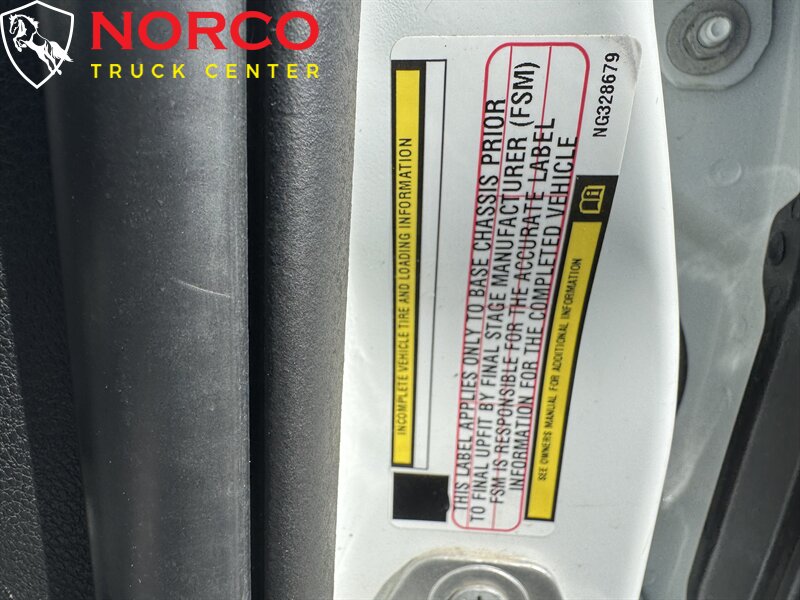 NORCO
TRUCK CENTER
INCOMPLETE VEHICLE TIRE AND LOADING INFORMATION
THIS LABEL APPLIES ONLY TO BASE CHASSIS PRIOR
TO FINAL UPFIT BY FINAL STAGE MANUFACTURER (FSM)
FSM IS RESPONSIBLE FOR THE ACCURATE LABEL
INFORMATION FOR THE COMPLETED VEHICLE
SEE OWNERS MANUAL FOR ADDITIONAL INFORMATION
NG328679